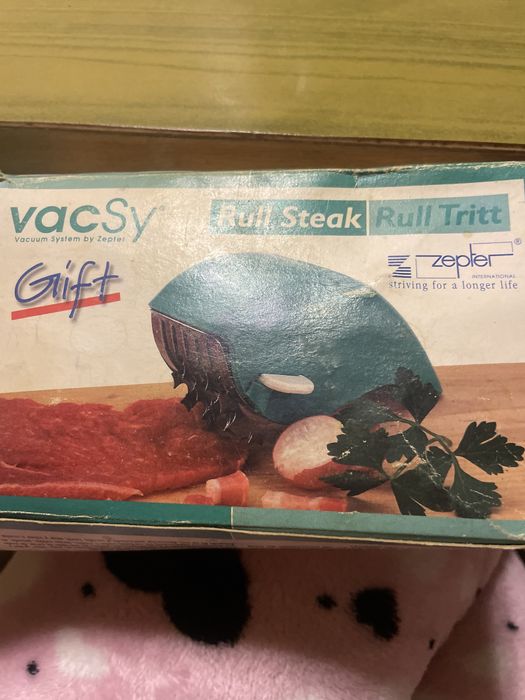 vacSy®
Vacuum System by Zepter
Rull Steak Rull Tritt
Gift
zepter®
INTERNATIONAL
striving for a longer life